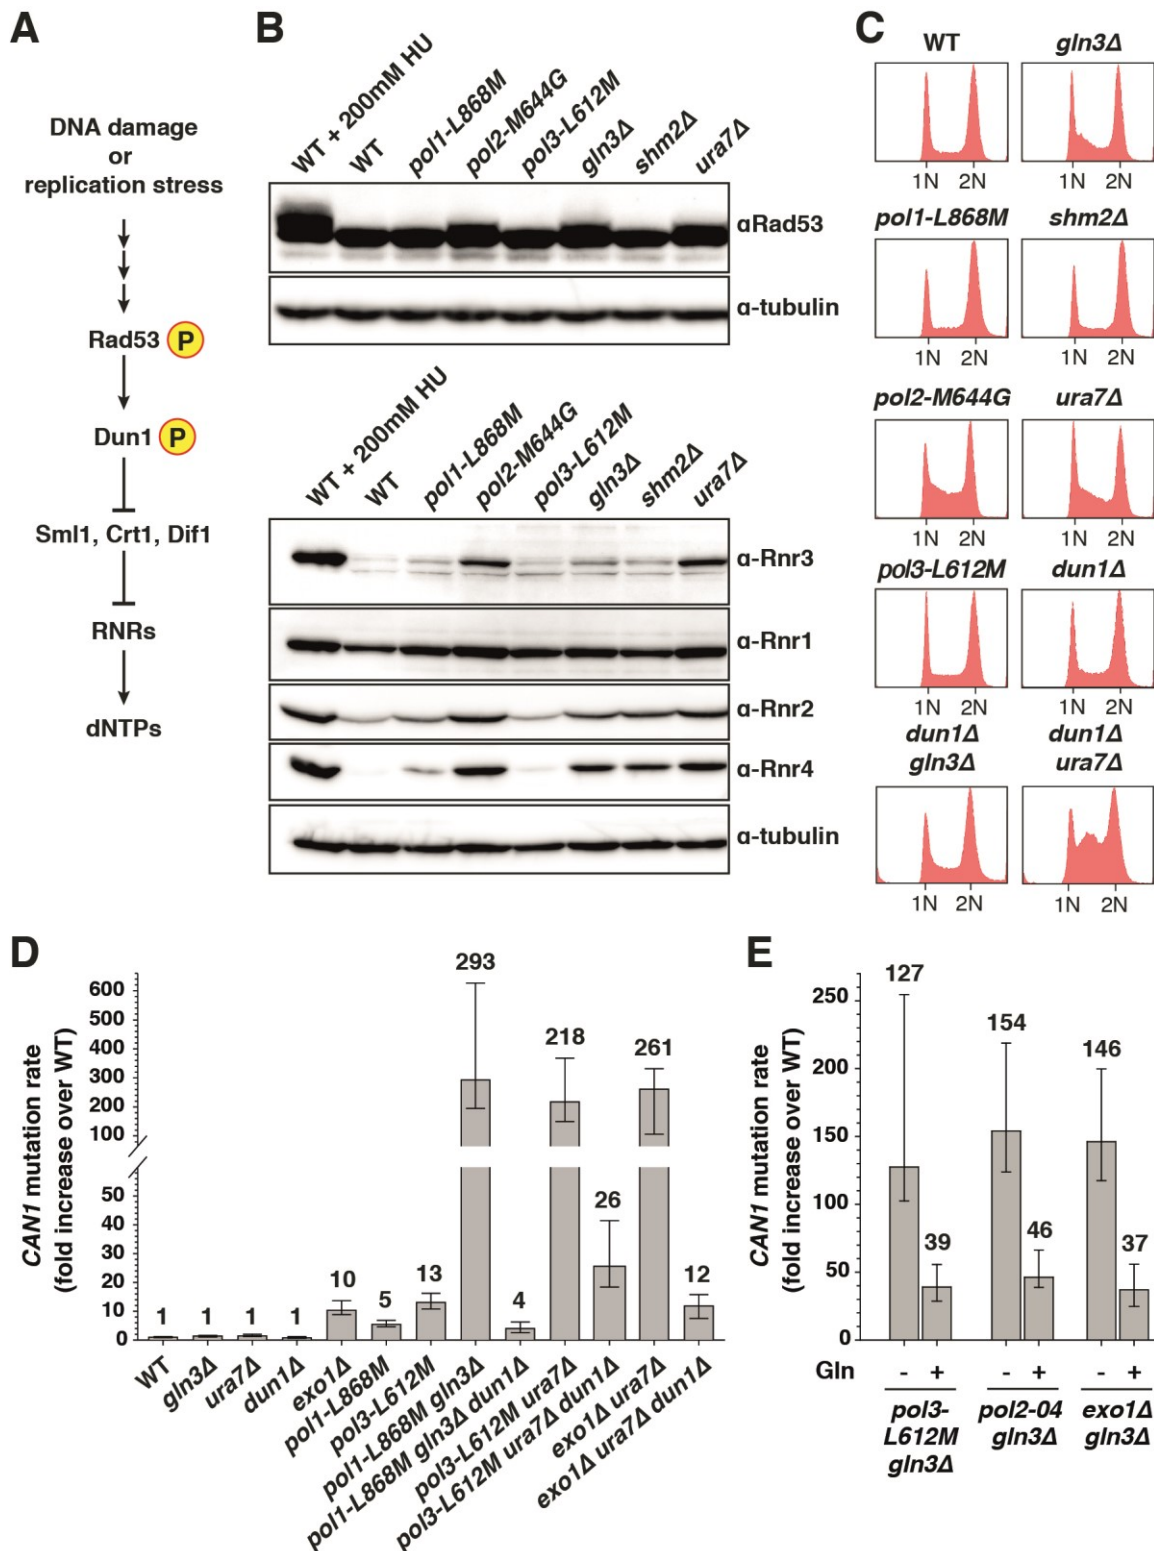 A
DNA damage
or
replication stress
Rad53 P
Dun1 P
Sml1, Crt1, Dif1
RNRs
dNTPs
B
WT + 200mM HU
WT
pol1-L868M
pol2-M644G
pol3-L612M
gln3Δ
shm2Δ
ura7Δ
αRad53
α-tubulin
WT + 200mM HU
WT
pol1-L868M
pol2-M644G
pol3-L612M
gln3Δ
shm2Δ
ura7Δ
α-Rnr3
α-Rnr1
α-Rnr2
α-Rnr4
α-tubulin
C
WT gln3Δ
1N 2N 1N 2N
pol1-L868M shm2Δ
1N 2N 1N 2N
pol2-M644G ura7Δ
1N 2N 1N 2N
pol3-L612M dun1Δ
1N 2N 1N 2N
dun1Δ dun1Δ
gln3Δ ura7Δ
1N 2N 1N 2N
D
CAN1 mutation rate
(fold increase over WT)
600
500
400
300
200
100
50
40
30
20
10
0
1 1 1 1 10 5 13 293 4 218 26 261 12
WT
gln3Δ
ura7Δ
dun1Δ
exo1Δ
pol1-L868M
pol3-L612M
pol1-L868M gln3Δ
pol1-L868M gln3Δ dun1Δ
pol3-L612M ura7Δ
pol3-L612M ura7Δ dun1Δ
exo1Δ ura7Δ
exo1Δ ura7Δ dun1Δ
E
CAN1 mutation rate
(fold increase over WT)
250
200
150
100
50
0
127 39 154 46 146 37
Gln - + - + - +
pol3- pol2-04 exo1Δ
L612M gln3Δ gln3Δ
gln3Δ